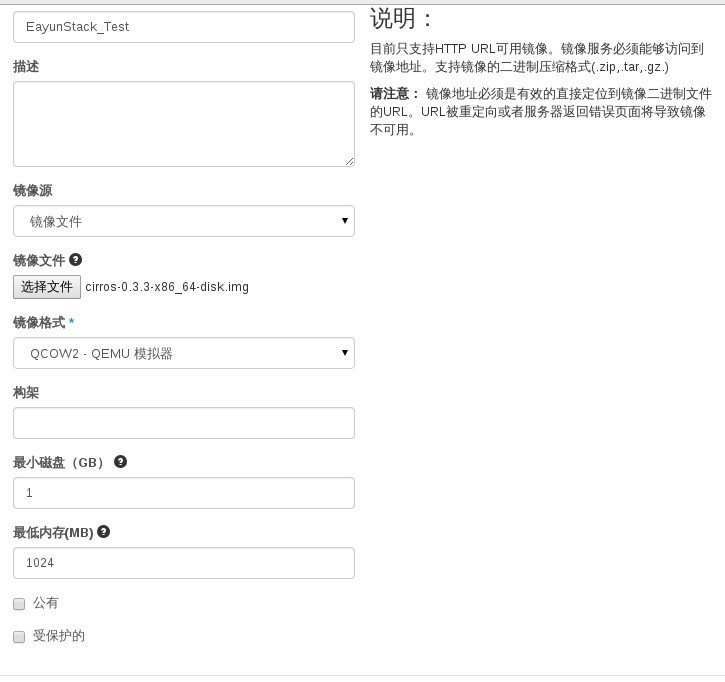 EayunStack_Test
描述
镜像源
镜像文件
镜像文件
选择文件 cirros-0.3.3-x86_64-disk.img
镜像格式 *
QCOW2 - QEMU 模拟器
构架
最小磁盘（GB）
1
最低内存(MB)
1024
公有
受保护的
说明：
目前只支持HTTP URL可用镜像。镜像服务必须能够访问到
镜像地址。支持镜像的二进制压缩格式(.zip,.tar,.gz.)
请注意： 镜像地址必须是有效的直接定位到镜像二进制文件
的URL。URL被重定向或者服务器返回错误页面将导致镜像
不可用。